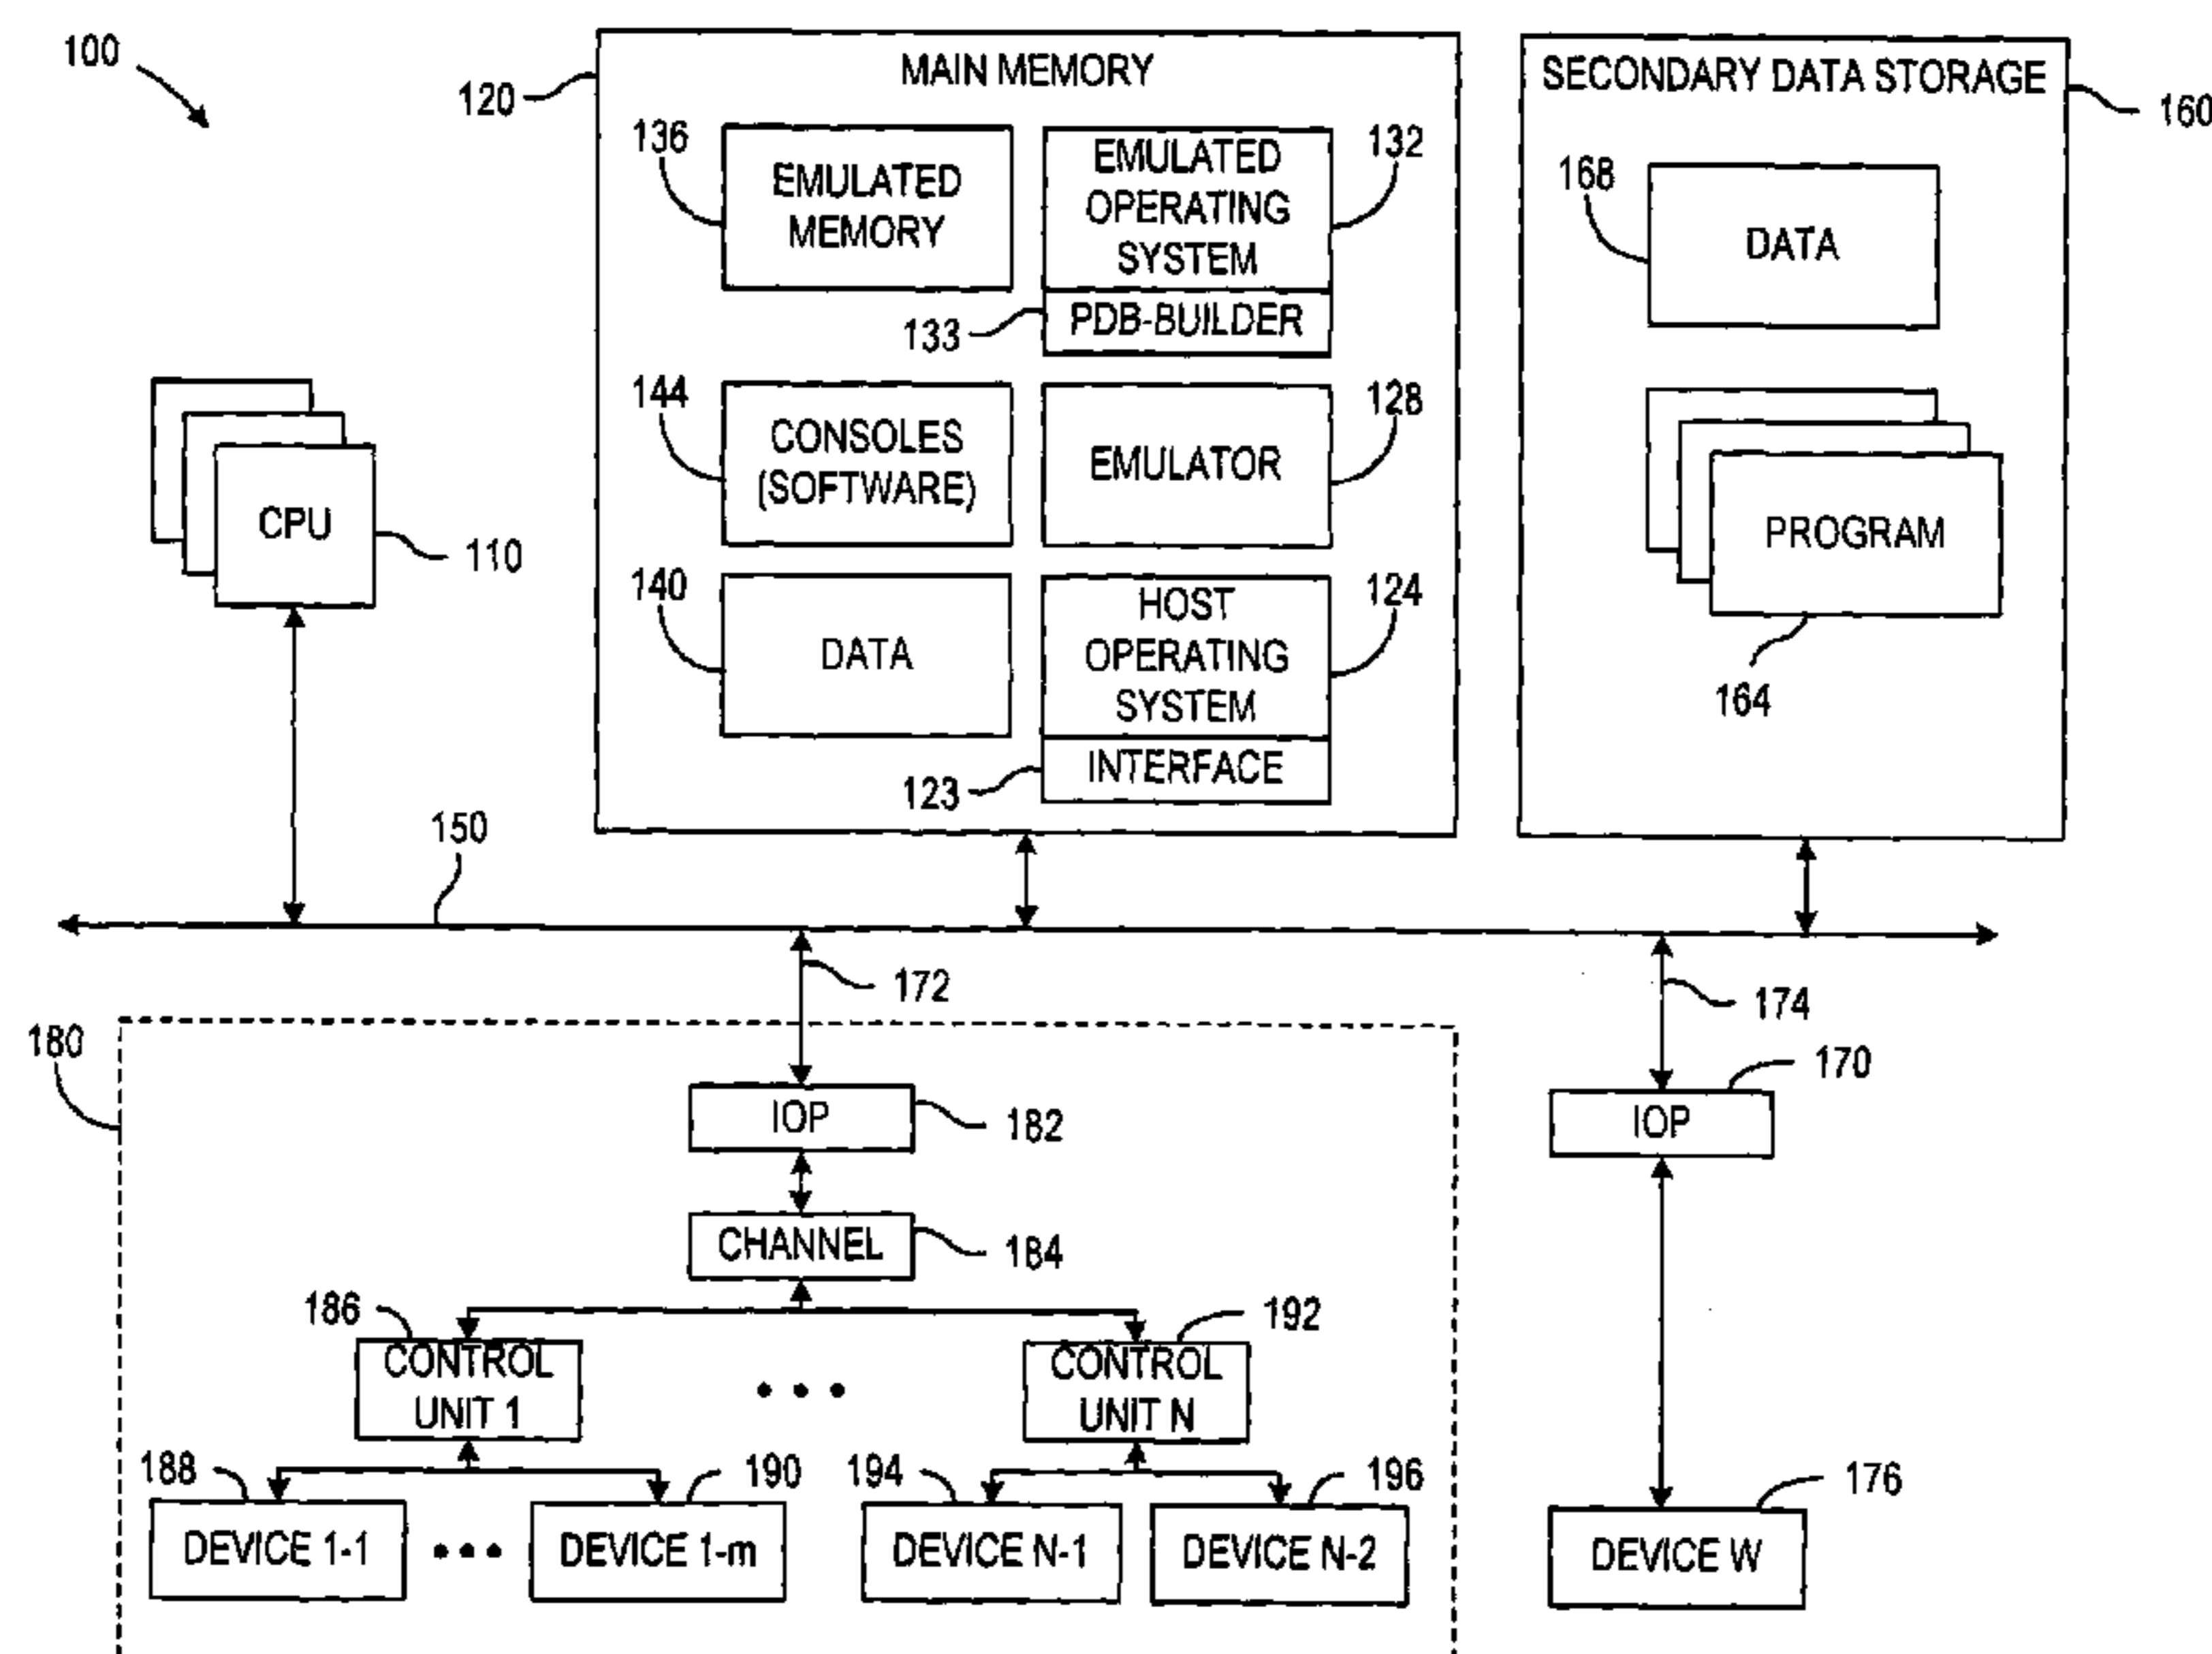 100
120
MAIN MEMORY
136
EMULATED
MEMORY
EMULATED
OPERATING
SYSTEM
132
133
PDB-BUILDER
144
CONSOLES
(SOFTWARE)
EMULATOR
128
140
DATA
HOST
OPERATING
SYSTEM
124
123
INTERFACE
SECONDARY DATA STORAGE
160
168
DATA
PROGRAM
164
CPU
110
150
172
174
180
IOP
182
170
IOP
CHANNEL
184
186
CONTROL
UNIT 1
192
CONTROL
UNIT N
188
DEVICE 1-1
190
DEVICE 1-m
194
DEVICE N-1
196
DEVICE N-2
176
DEVICE W